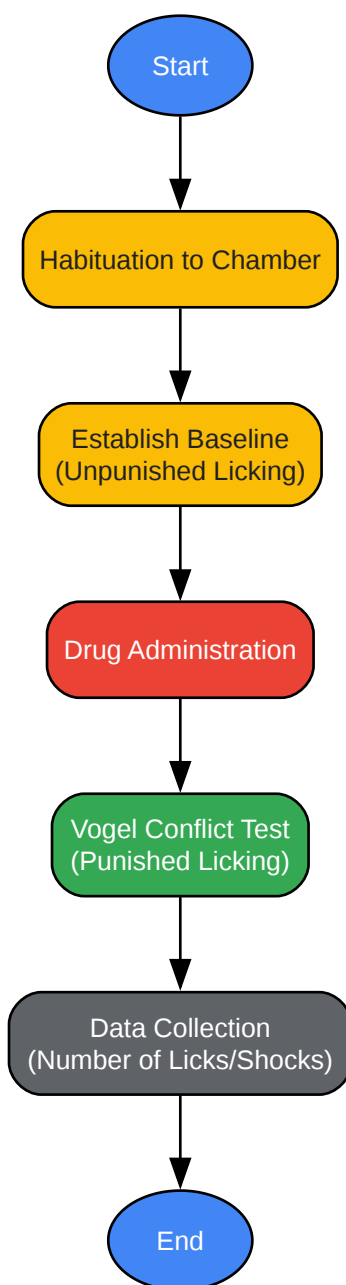 Start
Habituation to Chamber
Establish Baseline
(Unpunished Licking)
Drug Administration
Vogel Conflict Test
(Punished Licking)
Data Collection
(Number of Licks/Shocks)
End